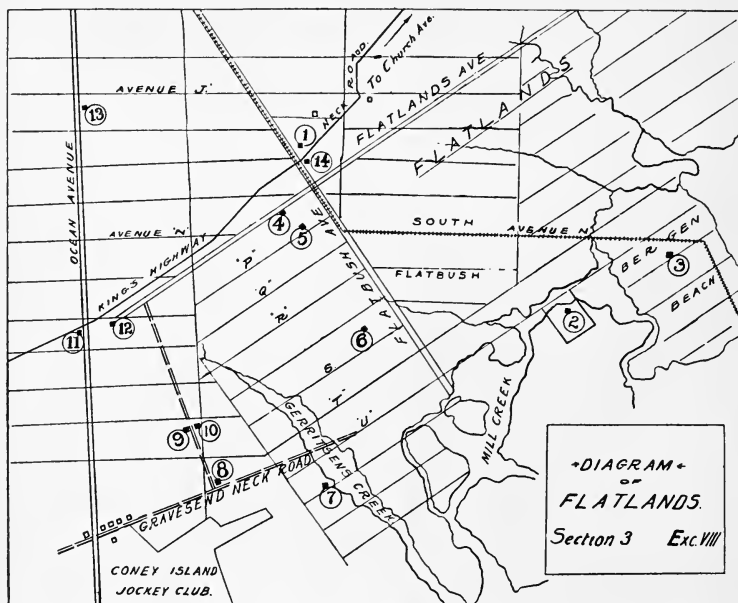 AVENUE "J"
NECK ROAD
To Church Ave.
FLATLANDS AVE
FLATLANDS
13
1
14
OCEAN AVENUE
AVENUE "N"
KINGS HIGHWAY
4
5
FLATBUSH AVE
SOUTH AVENUE N
FLATBUSH
BERGEN
BEACH
3
"P"
"Q"
"R"
"S"
"T"
"U"
2
11
12
6
9
10
8
GERRITSENS CREEK
MILL CREEK
7
GRAVESEND NECK ROAD
CONEY ISLAND
JOCKEY CLUB.
DIAGRAM
OF
FLATLANDS.
Section 3 Exc. VIII